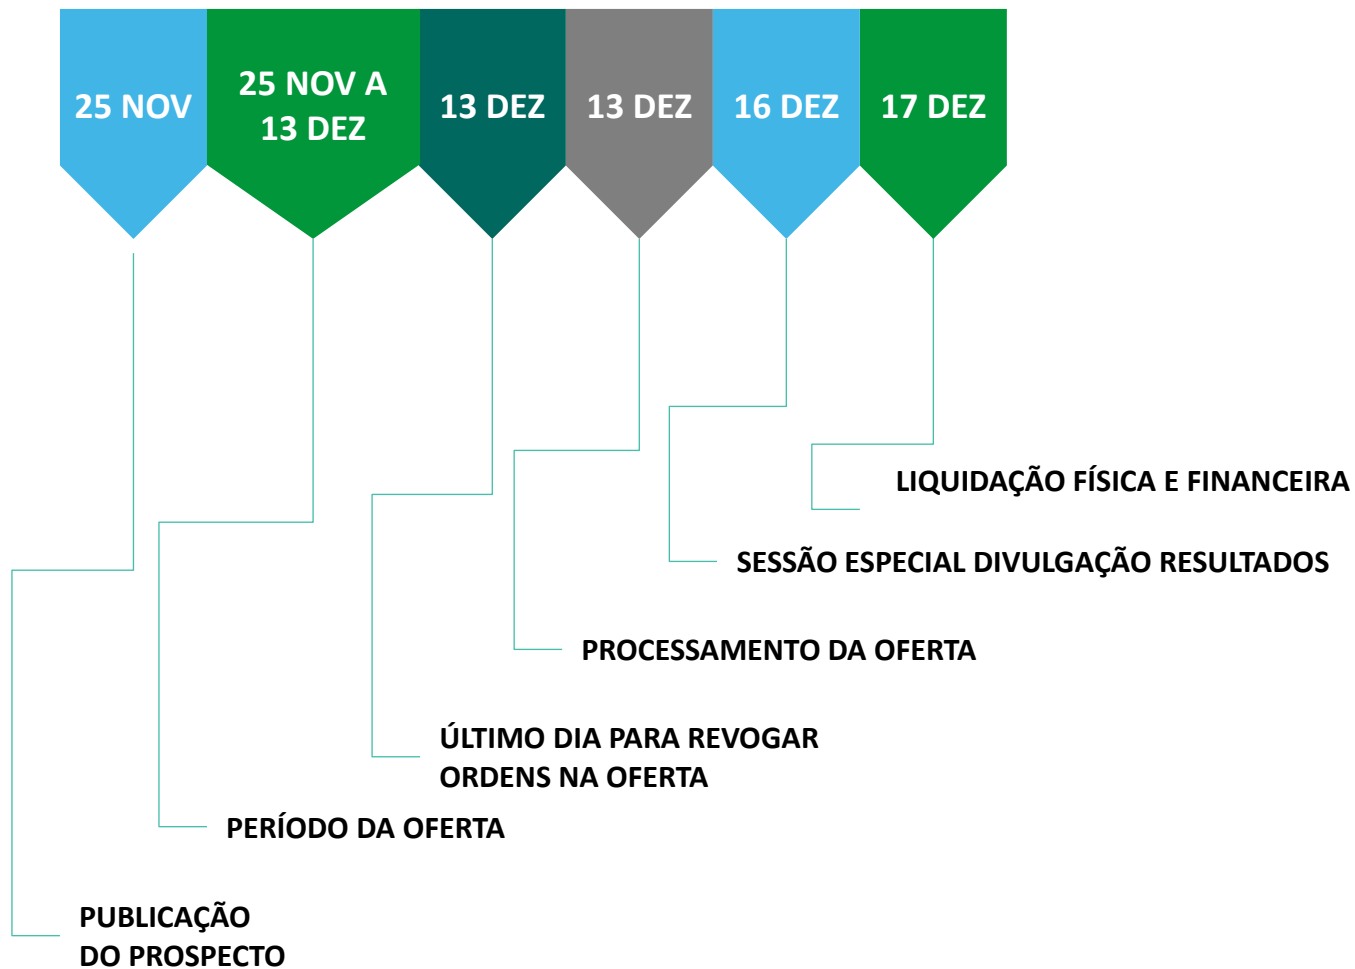 25 NOV
25 NOV A
13 DEZ
13 DEZ
13 DEZ
16 DEZ
17 DEZ
LIQUIDAÇÃO FÍSICA E FINANCEIRA
SESSÃO ESPECIAL DIVULGAÇÃO RESULTADOS
PROCESSAMENTO DA OFERTA
ÚLTIMO DIA PARA REVOGAR
ORDENS NA OFERTA
PERÍODO DA OFERTA
PUBLICAÇÃO
DO PROSPECTO